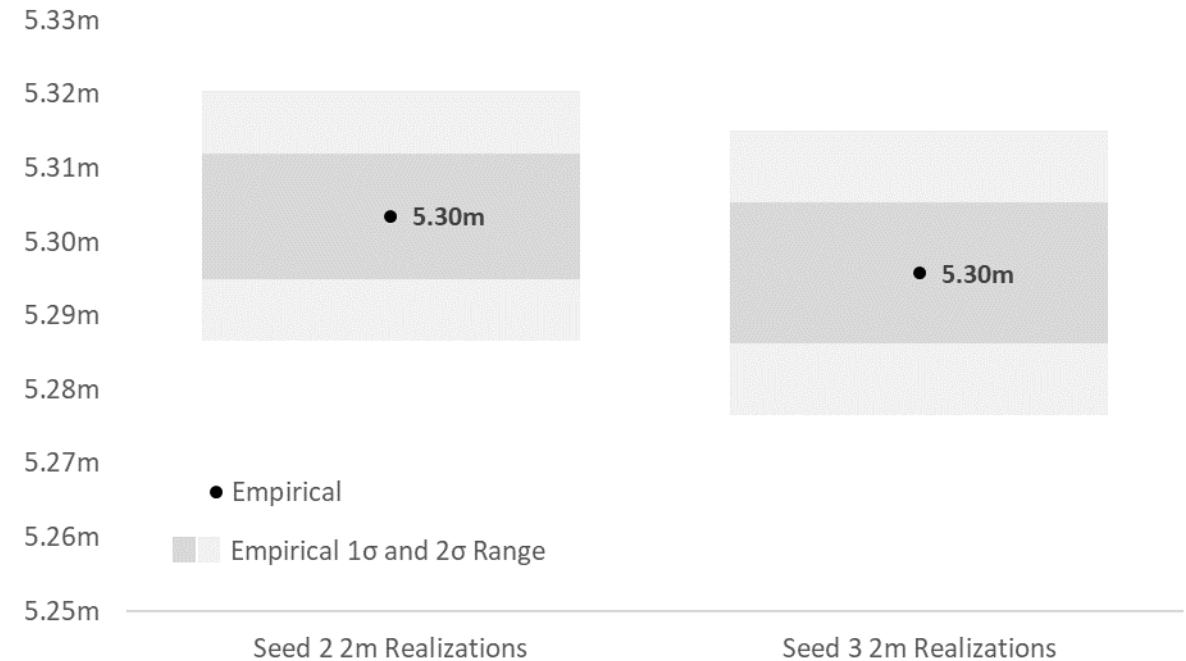 5.33m
5.32m
5.31m
5.30m
5.30m
5.30m
5.29m
5.28m
5.27m
Empirical
5.26m
Empirical 1σ and 2σ Range
5.25m
Seed 2 2m Realizations
Seed 3 2m Realizations